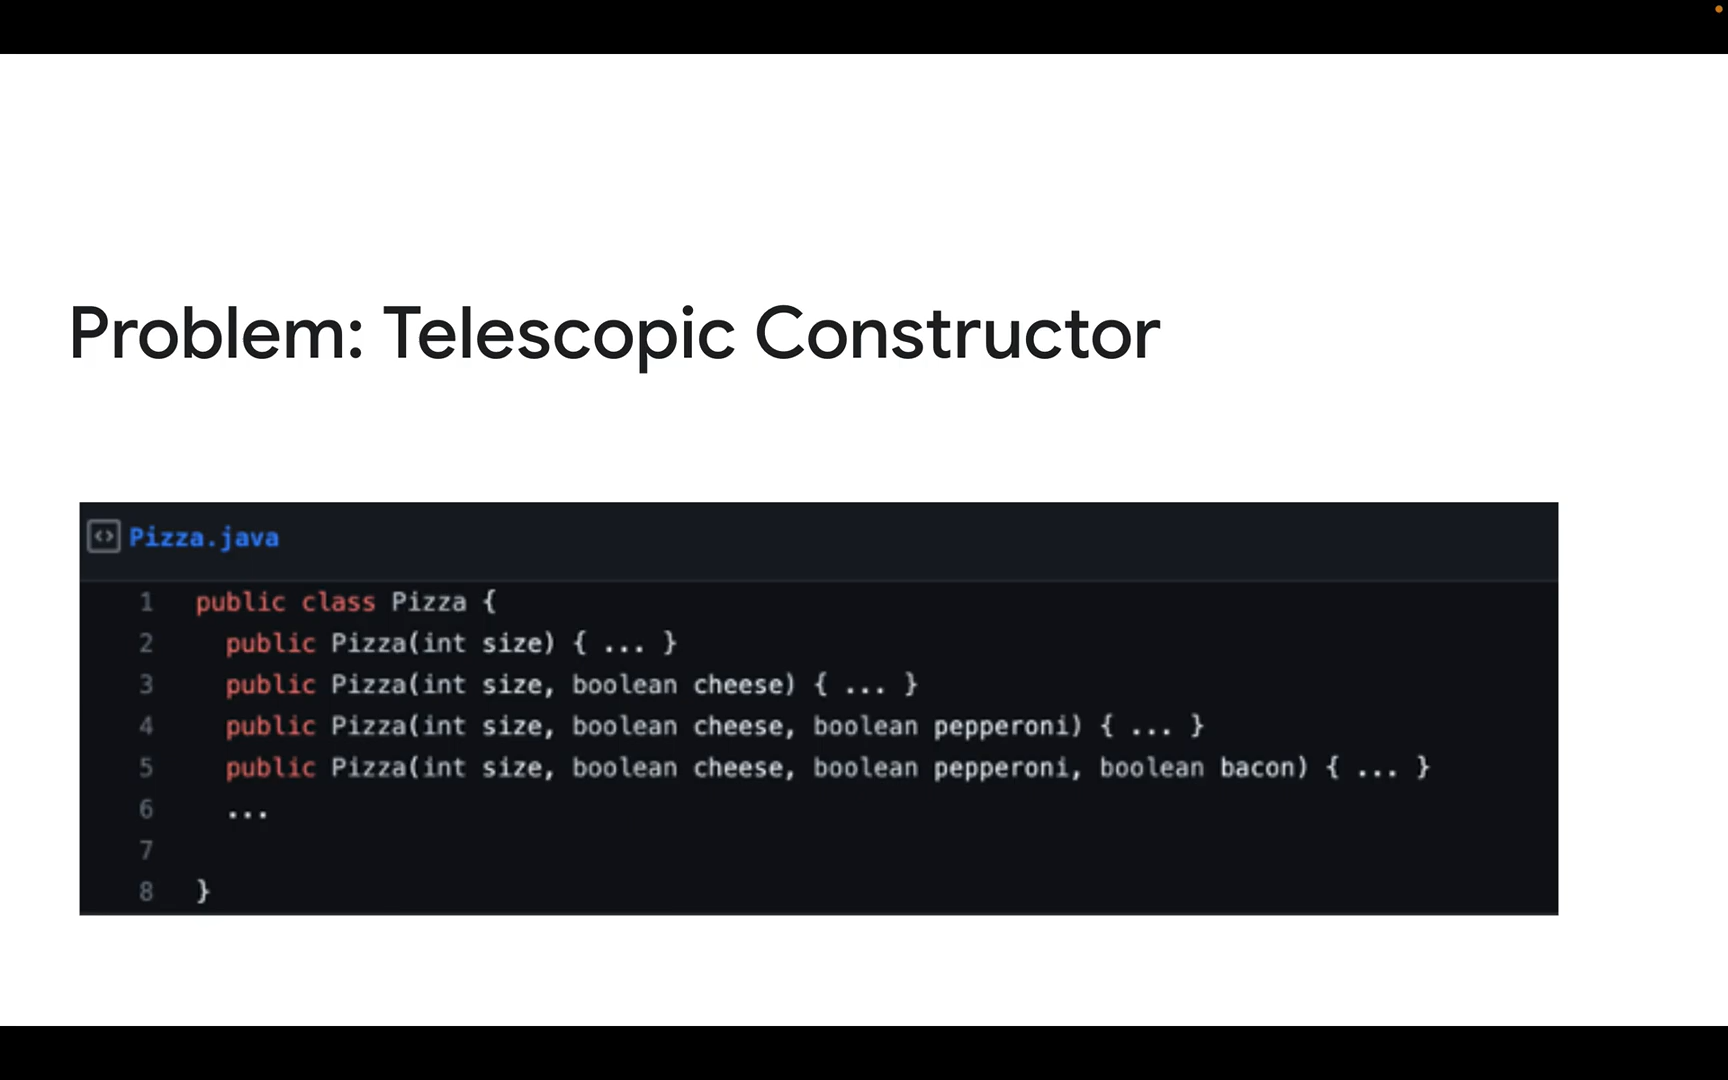 Problem: Telescopic Constructor
Pizza.java
1 public class Pizza {
2 public Pizza(int size) { ... }
3 public Pizza(int size, boolean cheese) { ... }
4 public Pizza(int size, boolean cheese, boolean pepperoni) { ... }
5 public Pizza(int size, boolean cheese, boolean pepperoni, boolean bacon) { ... }
6 ...
7
8 }